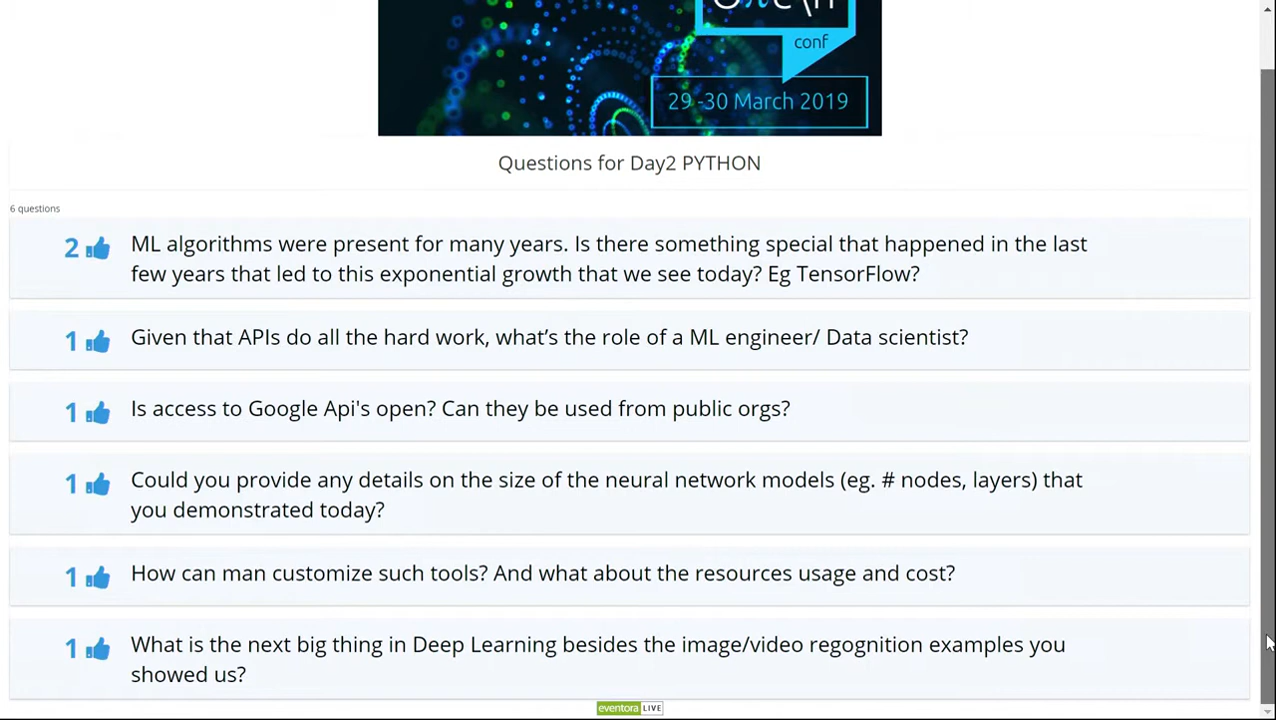 conf
29 -30 March 2019
Questions for Day2 PYTHON
6 questions
2 ML algorithms were present for many years. Is there something special that happened in the last
few years that led to this exponential growth that we see today? Eg TensorFlow?
1 Given that APIs do all the hard work, what’s the role of a ML engineer/ Data scientist?
1 Is access to Google Api's open? Can they be used from public orgs?
1 Could you provide any details on the size of the neural network models (eg. # nodes, layers) that
you demonstrated today?
1 How can man customize such tools? And what about the resources usage and cost?
1 What is the next big thing in Deep Learning besides the image/video regognition examples you
showed us?
eventora LIVE